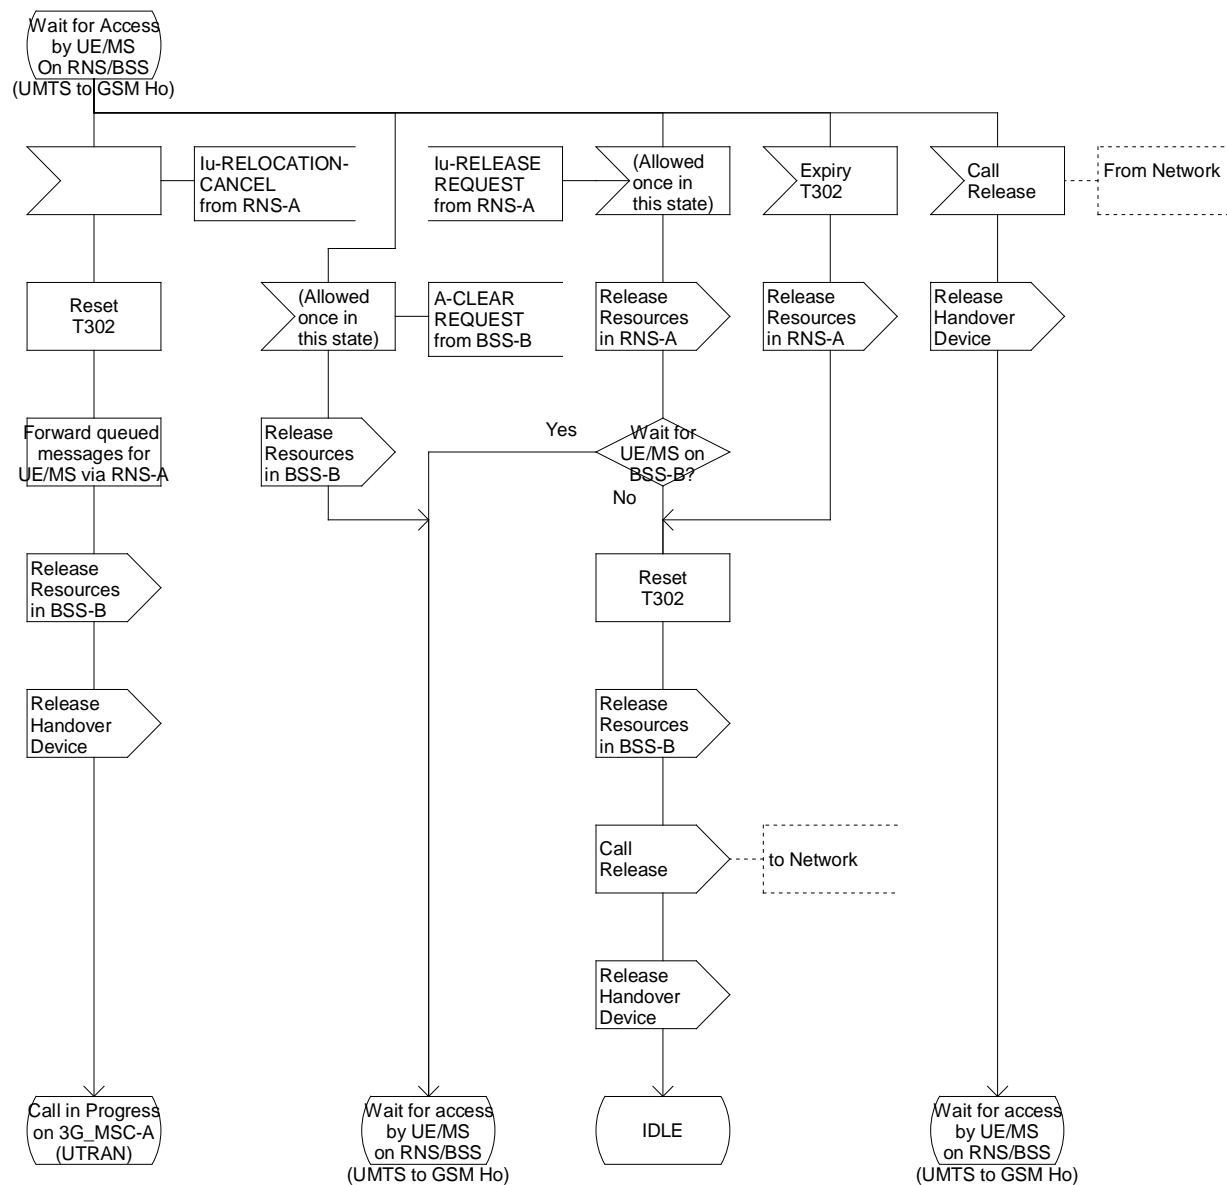 Wait for Access
by UE/MS
On RNS/BSS
(UMTS to GSM Ho)
Iu-RELOCATION-
CANCEL
from RNS-A
Iu-RELEASE
REQUEST
from RNS-A
(Allowed
once in
this state)
Expiry
T302
Call
Release
From Network
Reset
T302
(Allowed
once in
this state)
A-CLEAR
REQUEST
from BSS-B
Release
Resources
in RNS-A
Release
Resources
in RNS-A
Release
Handover
Device
Forward queued
messages for
UE/MS via RNS-A
Release
Resources
in BSS-B
Yes
Wait for
UE/MS on
BSS-B?
No
Release
Resources
in BSS-B
Reset
T302
Release
Handover
Device
Release
Resources
in BSS-B
Call
Release
to Network
Release
Handover
Device
Call in Progress
on 3G_MSC-A
(UTRAN)
Wait for access
by UE/MS
on RNS/BSS
(UMTS to GSM Ho)
IDLE
Wait for access
by UE/MS
on RNS/BSS
(UMTS to GSM Ho)